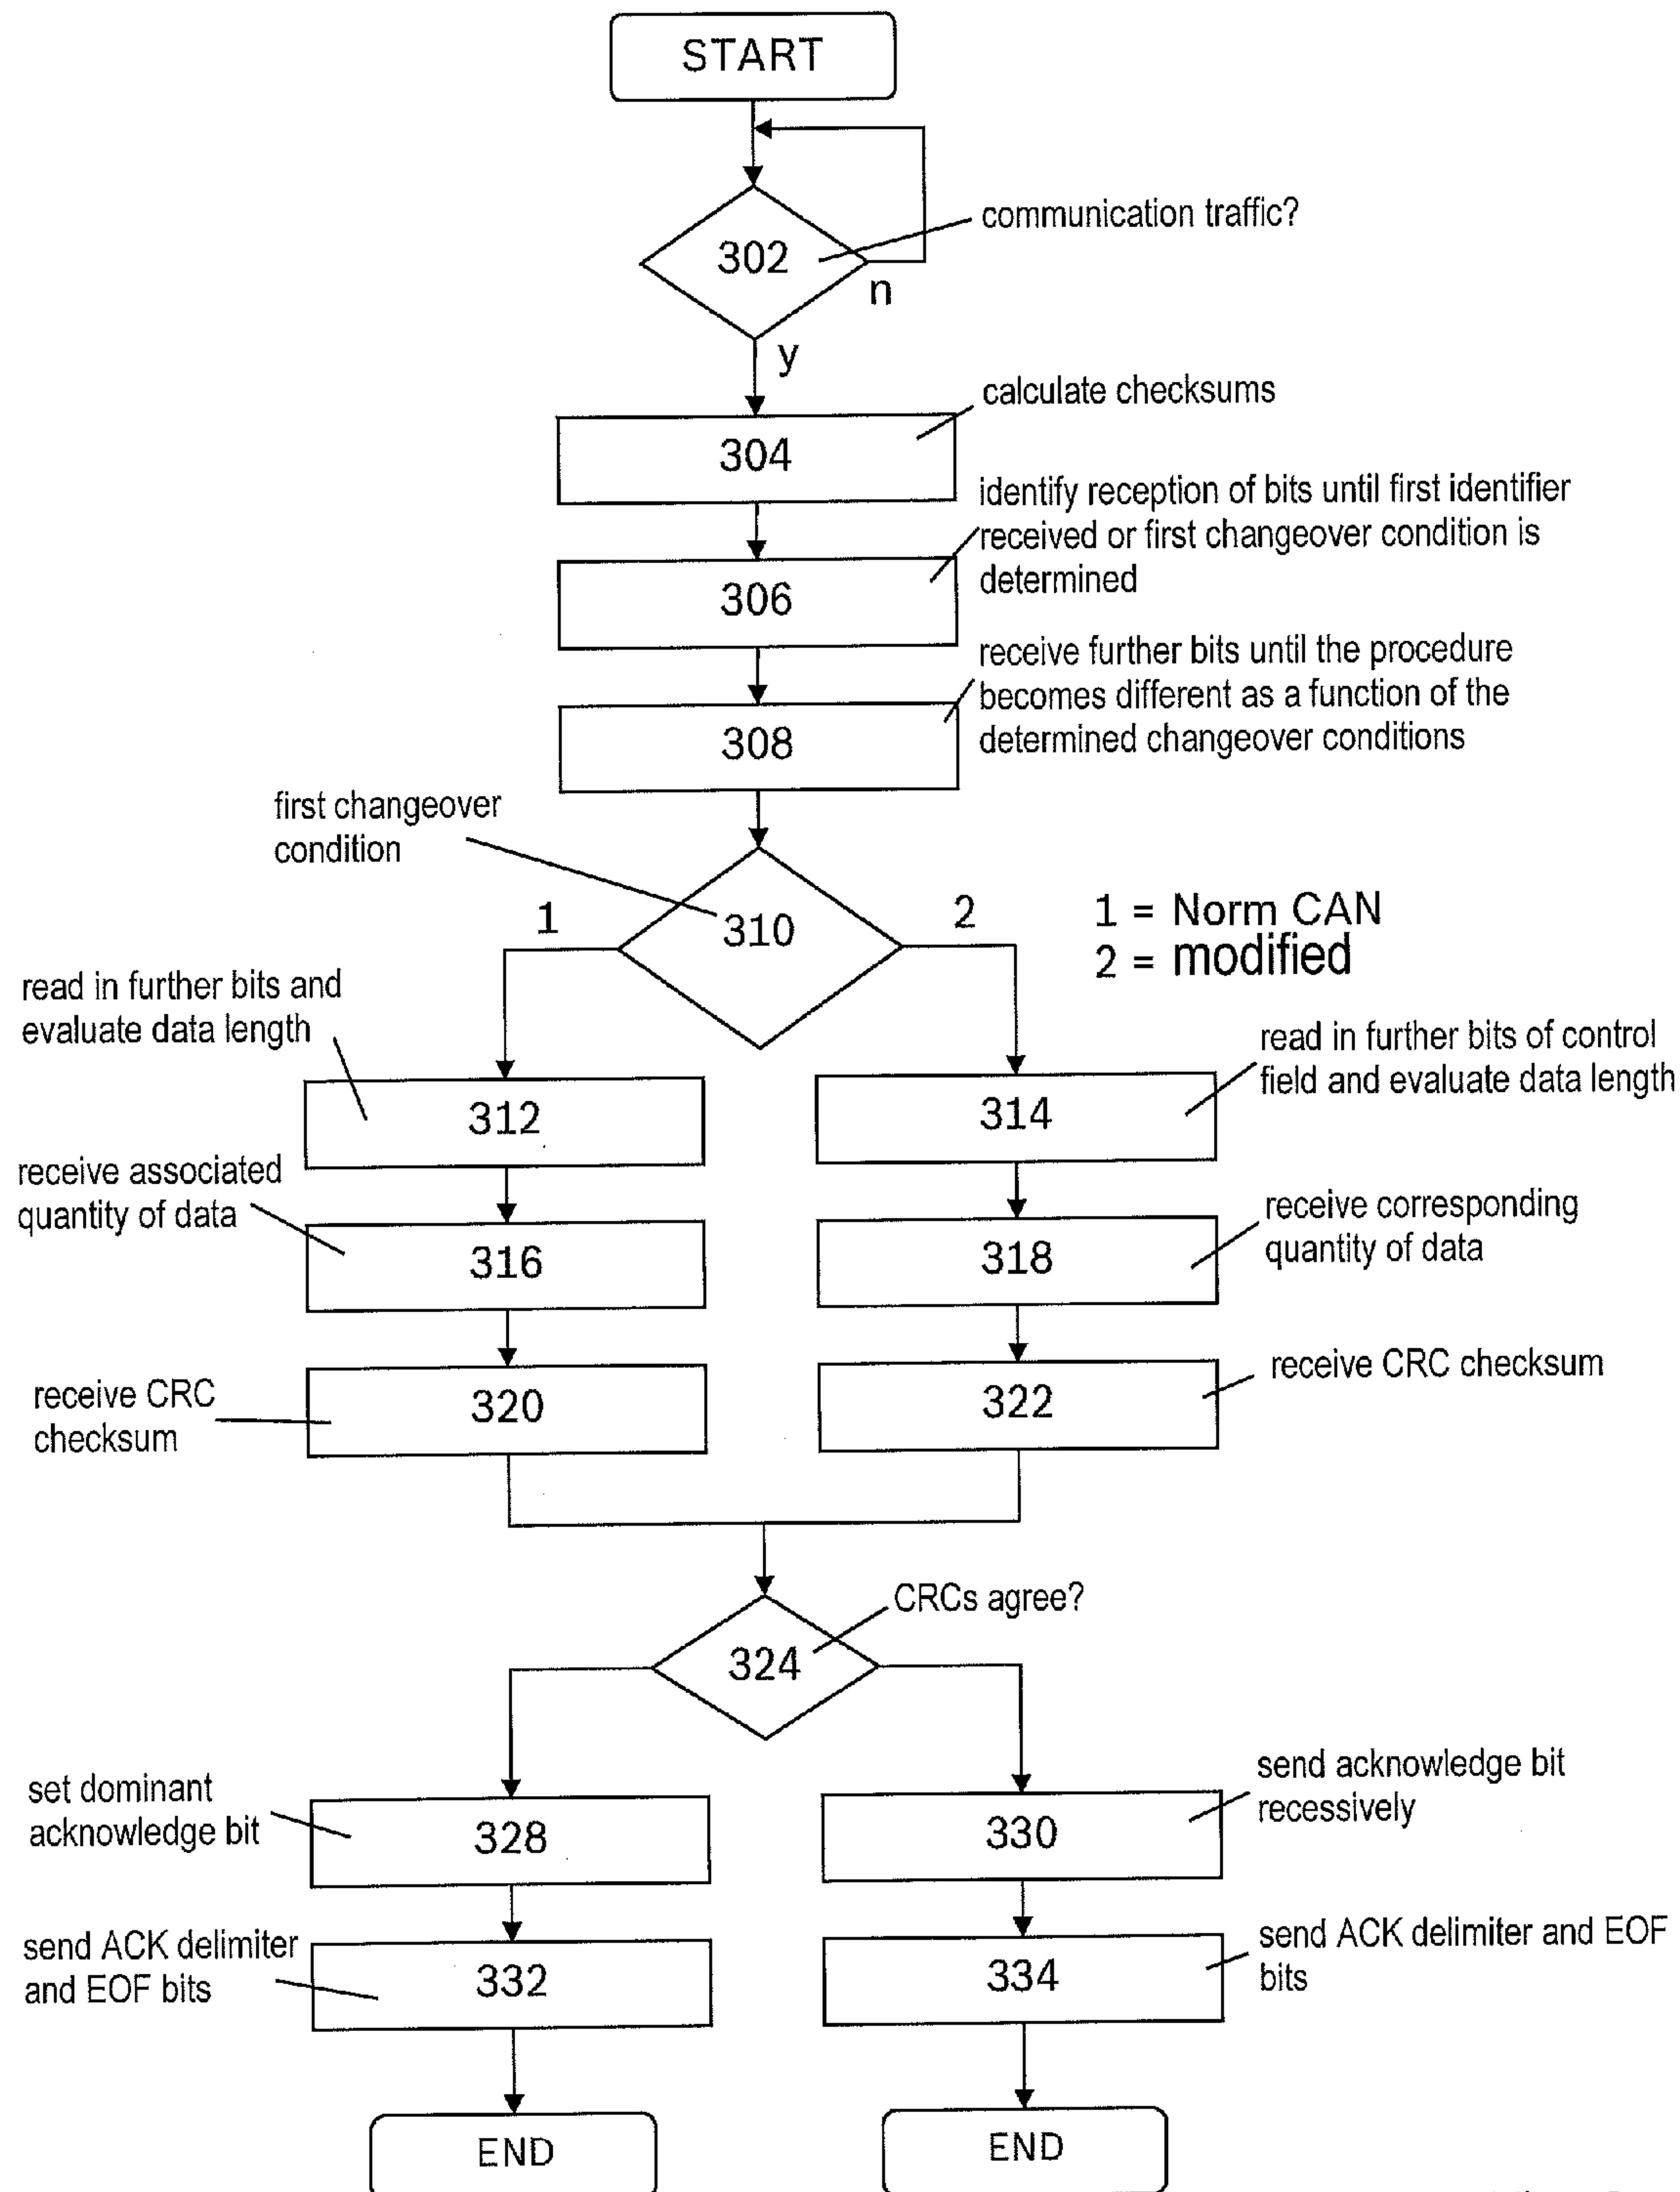 START
communication traffic?
302
n
y
calculate checksums
304
identify reception of bits until first identifier
received or first changeover condition is
determined
306
receive further bits until the procedure
becomes different as a function of the
determined changeover conditions
308
first changeover
condition
310
1
2
1 = Norm CAN
2 = modified
read in further bits and
evaluate data length
312
read in further bits of control
field and evaluate data length
314
receive associated
quantity of data
316
receive corresponding
quantity of data
318
receive CRC
checksum
320
receive CRC checksum
322
CRCs agree?
324
set dominant
acknowledge bit
328
send acknowledge bit
recessively
330
send ACK delimiter
and EOF bits
332
send ACK delimiter and EOF
bits
334
END
END